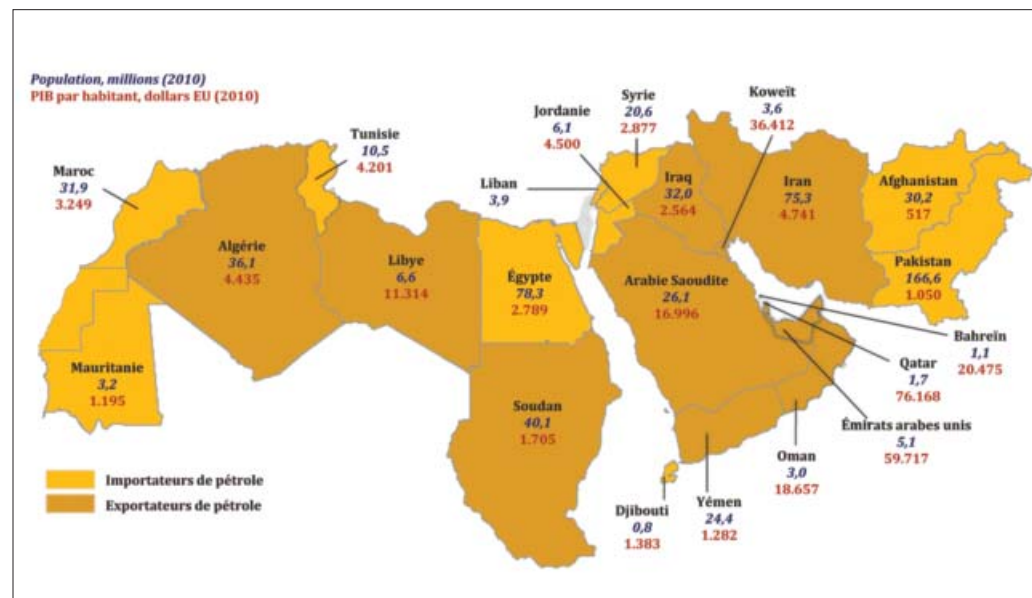 Population, millions (2010)
PIB par habitant, dollars EU (2010)
Maroc
31,9
3.249
Tunisie
10,5
4.201
Algérie
36,1
4.435
Libye
6,6
11.314
Égypte
78,3
2.789
Mauritanie
3,2
1.195
Soudan
40,1
1.705
Liban
3,9
Jordanie
6,1
4.500
Syrie
20,6
2.877
Iraq
32,0
2.564
Koweït
3,6
36.412
Iran
75,3
4.741
Afghanistan
30,2
517
Pakistan
166,6
1.050
Arabie Saoudite
26,1
16.996
Bahreïn
1,1
20.475
Qatar
1,7
76.168
Émirats arabes unis
5,1
59.717
Oman
3,0
18.657
Yémen
24,4
1.282
Djibouti
0,8
1.383
Importateurs de pétrole
Exportateurs de pétrole